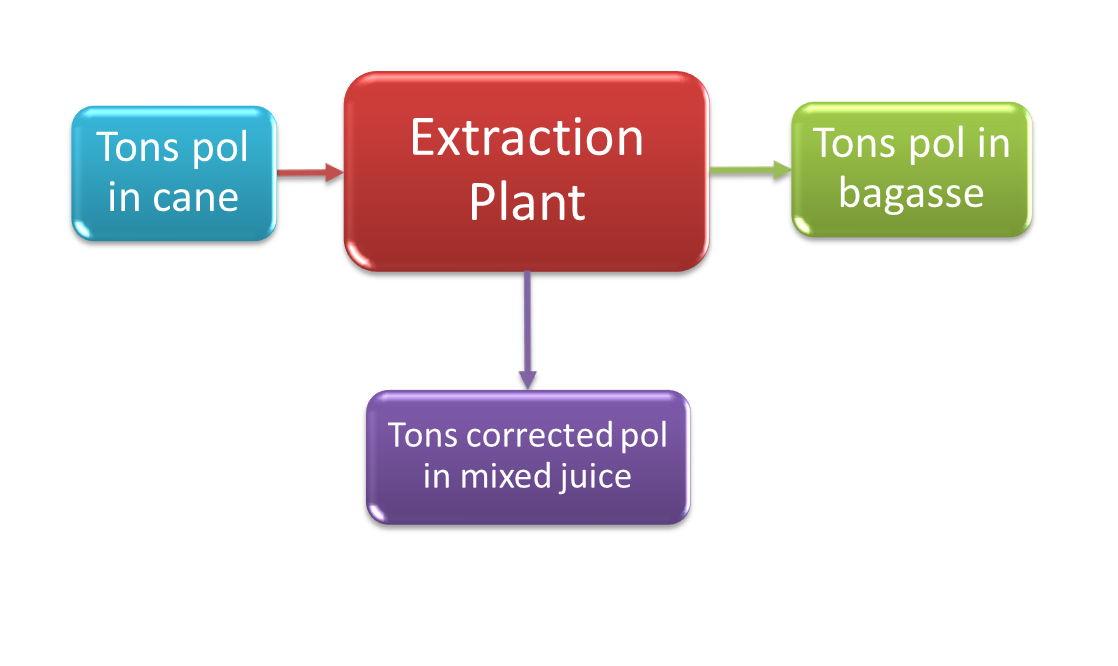 Tons pol
in cane
Extraction
Plant
Tons pol in
bagasse
Tons corrected pol
in mixed juice